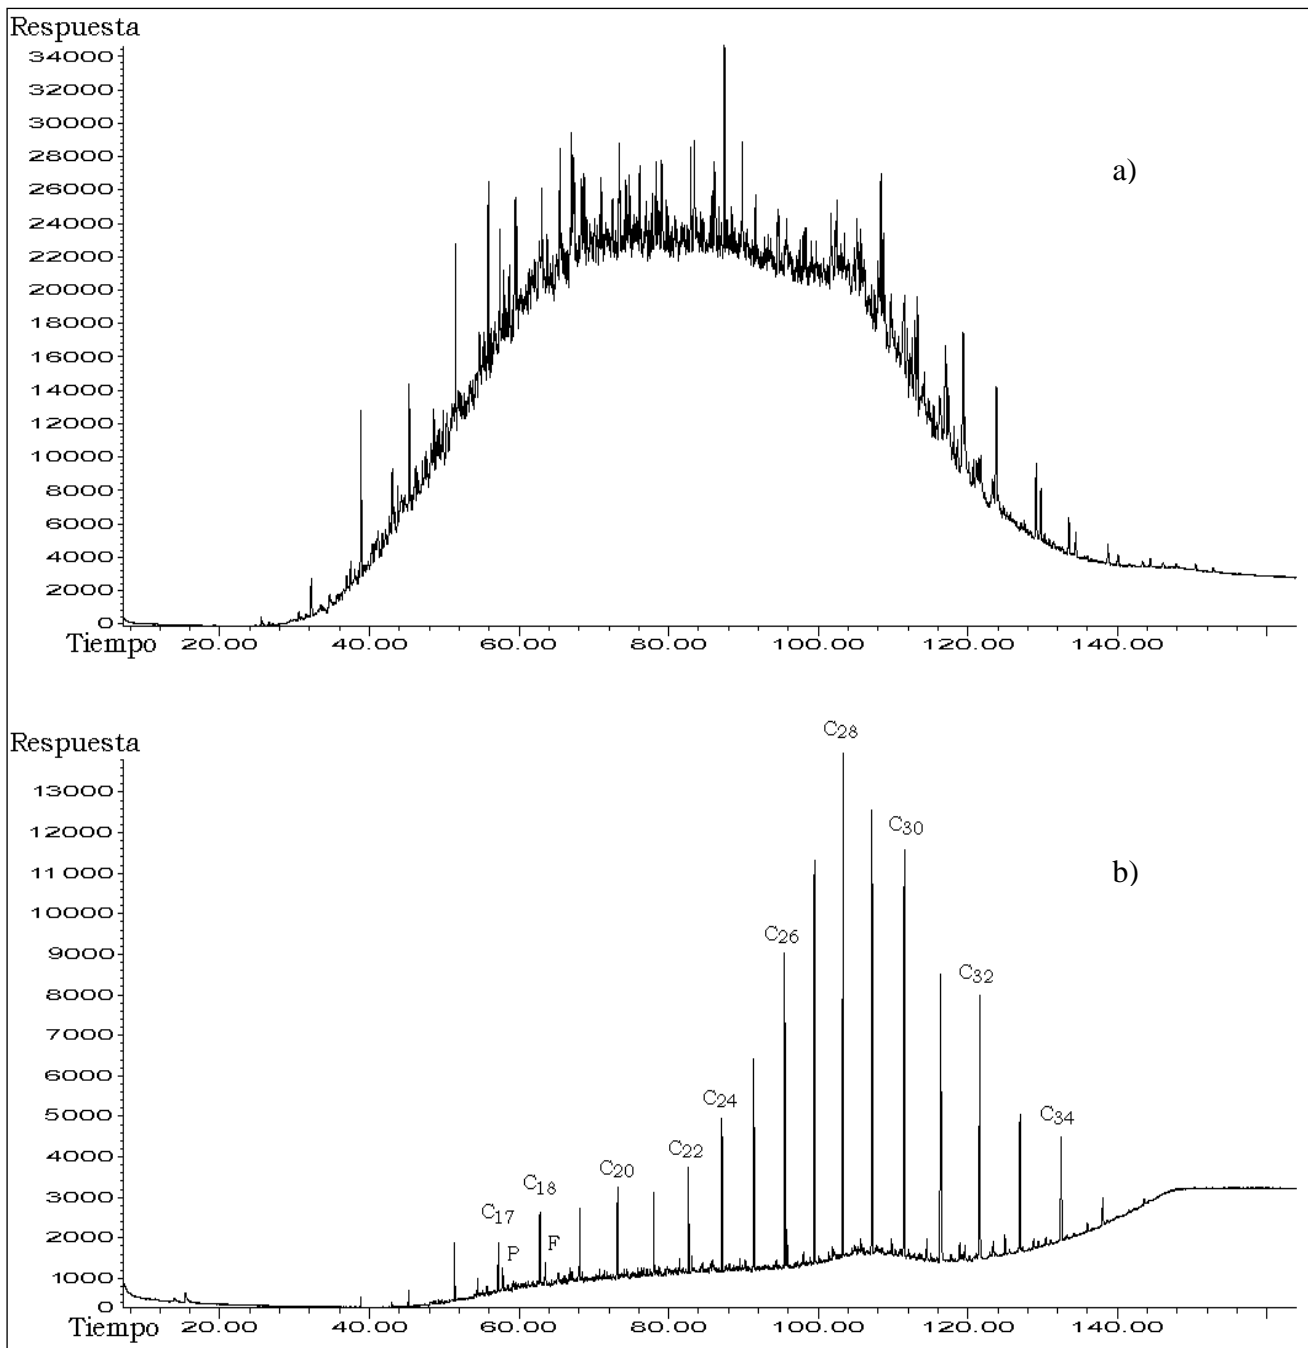 Respuesta
34000
32000
30000
28000
26000
24000
22000
20000
18000
16000
14000
12000
10000
8000
6000
4000
2000
0
a)
Tiempo 20.00 40.00 60.00 80.00 100.00 120.00 140.00
Respuesta
13000
12000
11000
10000
9000
8000
7000
6000
5000
4000
3000
2000
1000
0
C28
C30
b)
C26
C32
C24
C34
C22
C20
C18
C17
P
F
Tiempo 20.00 40.00 60.00 80.00 100.00 120.00 140.00